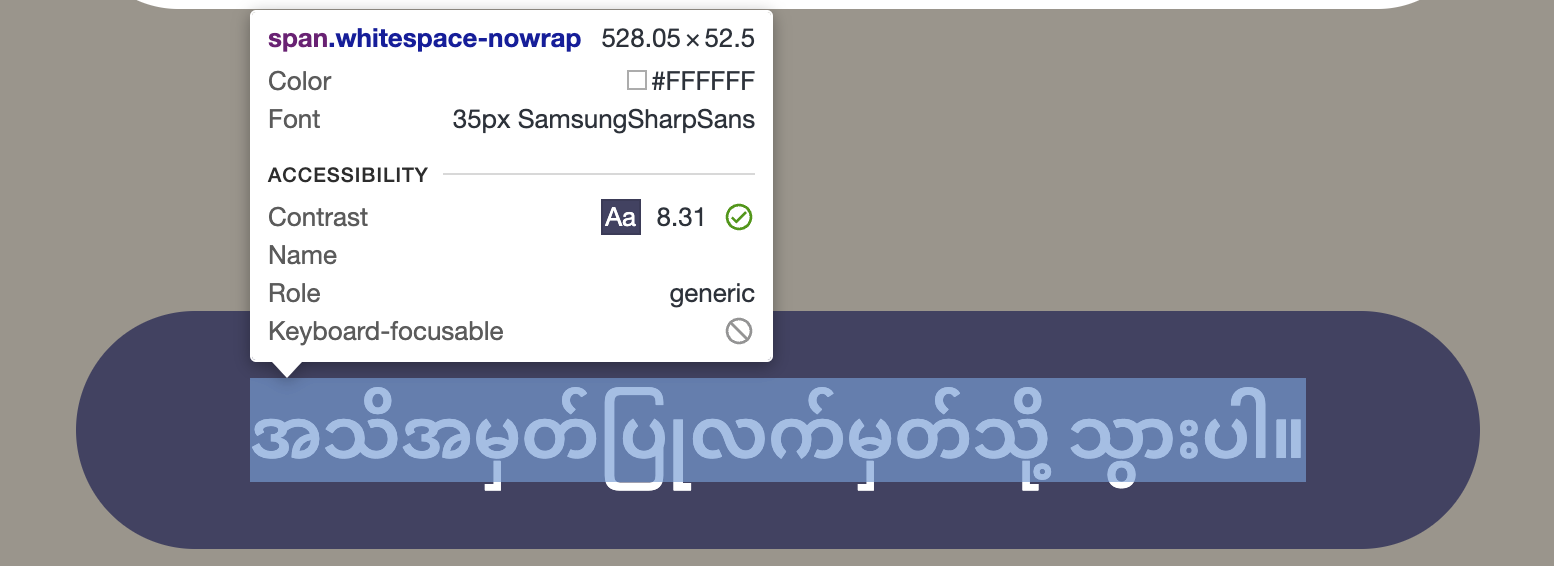 span.whitespace-nowrap 528.05 × 52.5
Color #FFFFFF
Font 35px SamsungSharpSans
ACCESSIBILITY
Contrast Aa 8.31
Name
Role generic
Keyboard-focusable
အသိအမှတ်ပြုလက်မှတ်သို့ သွားပါ။